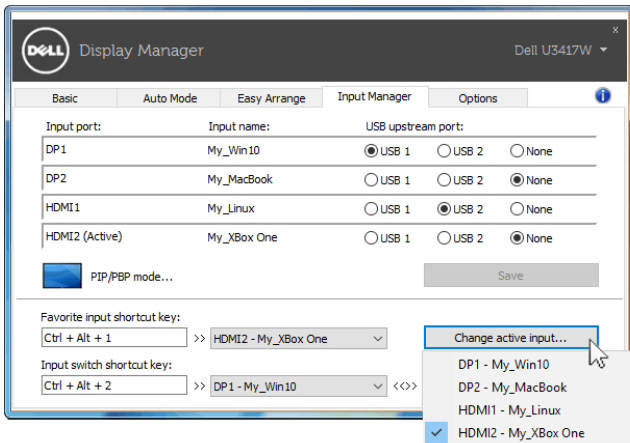 DELL Display Manager Dell U3417W
x
Basic Auto Mode Easy Arrange Input Manager Options i
Input port: Input name: USB upstream port:
DP1 My_Win10 USB 1 USB 2 None
DP2 My_MacBook USB 1 USB 2 None
HDMI1 My_Linux USB 1 USB 2 None
HDMI2 (Active) My_XBox One USB 1 USB 2 None
PIP/PBP mode... Save
Favorite input shortcut key:
Ctrl + Alt + 1 >> HDMI2 - My_XBox One Change active input...
Input switch shortcut key:
Ctrl + Alt + 2 >> DP1 - My_Win10 <<>>
DP1 - My_Win10
DP2 - My_MacBook
HDMI1 - My_Linux
HDMI2 - My_XBox One